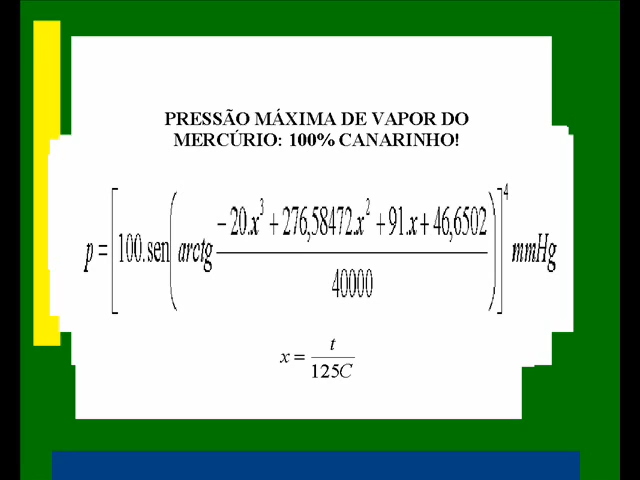 PRESSÃO MÁXIMA DE VAPOR DO
MERCÚRIO: 100% CANARINHO!
p = [100.sen(arctg (-20.x³ + 276,58472.x² + 91.x + 46,6502)/40000)]⁴ mmHg
x = t/125C